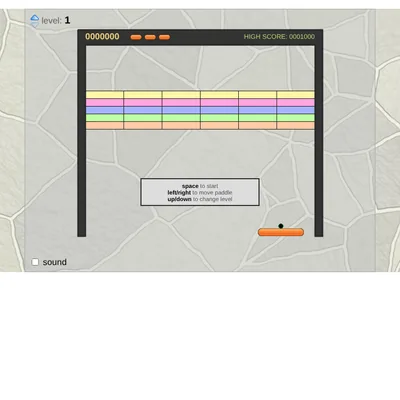 level: 1
0000000 HIGH SCORE: 0001000
space to start
left/right to move paddle
up/down to change level
sound